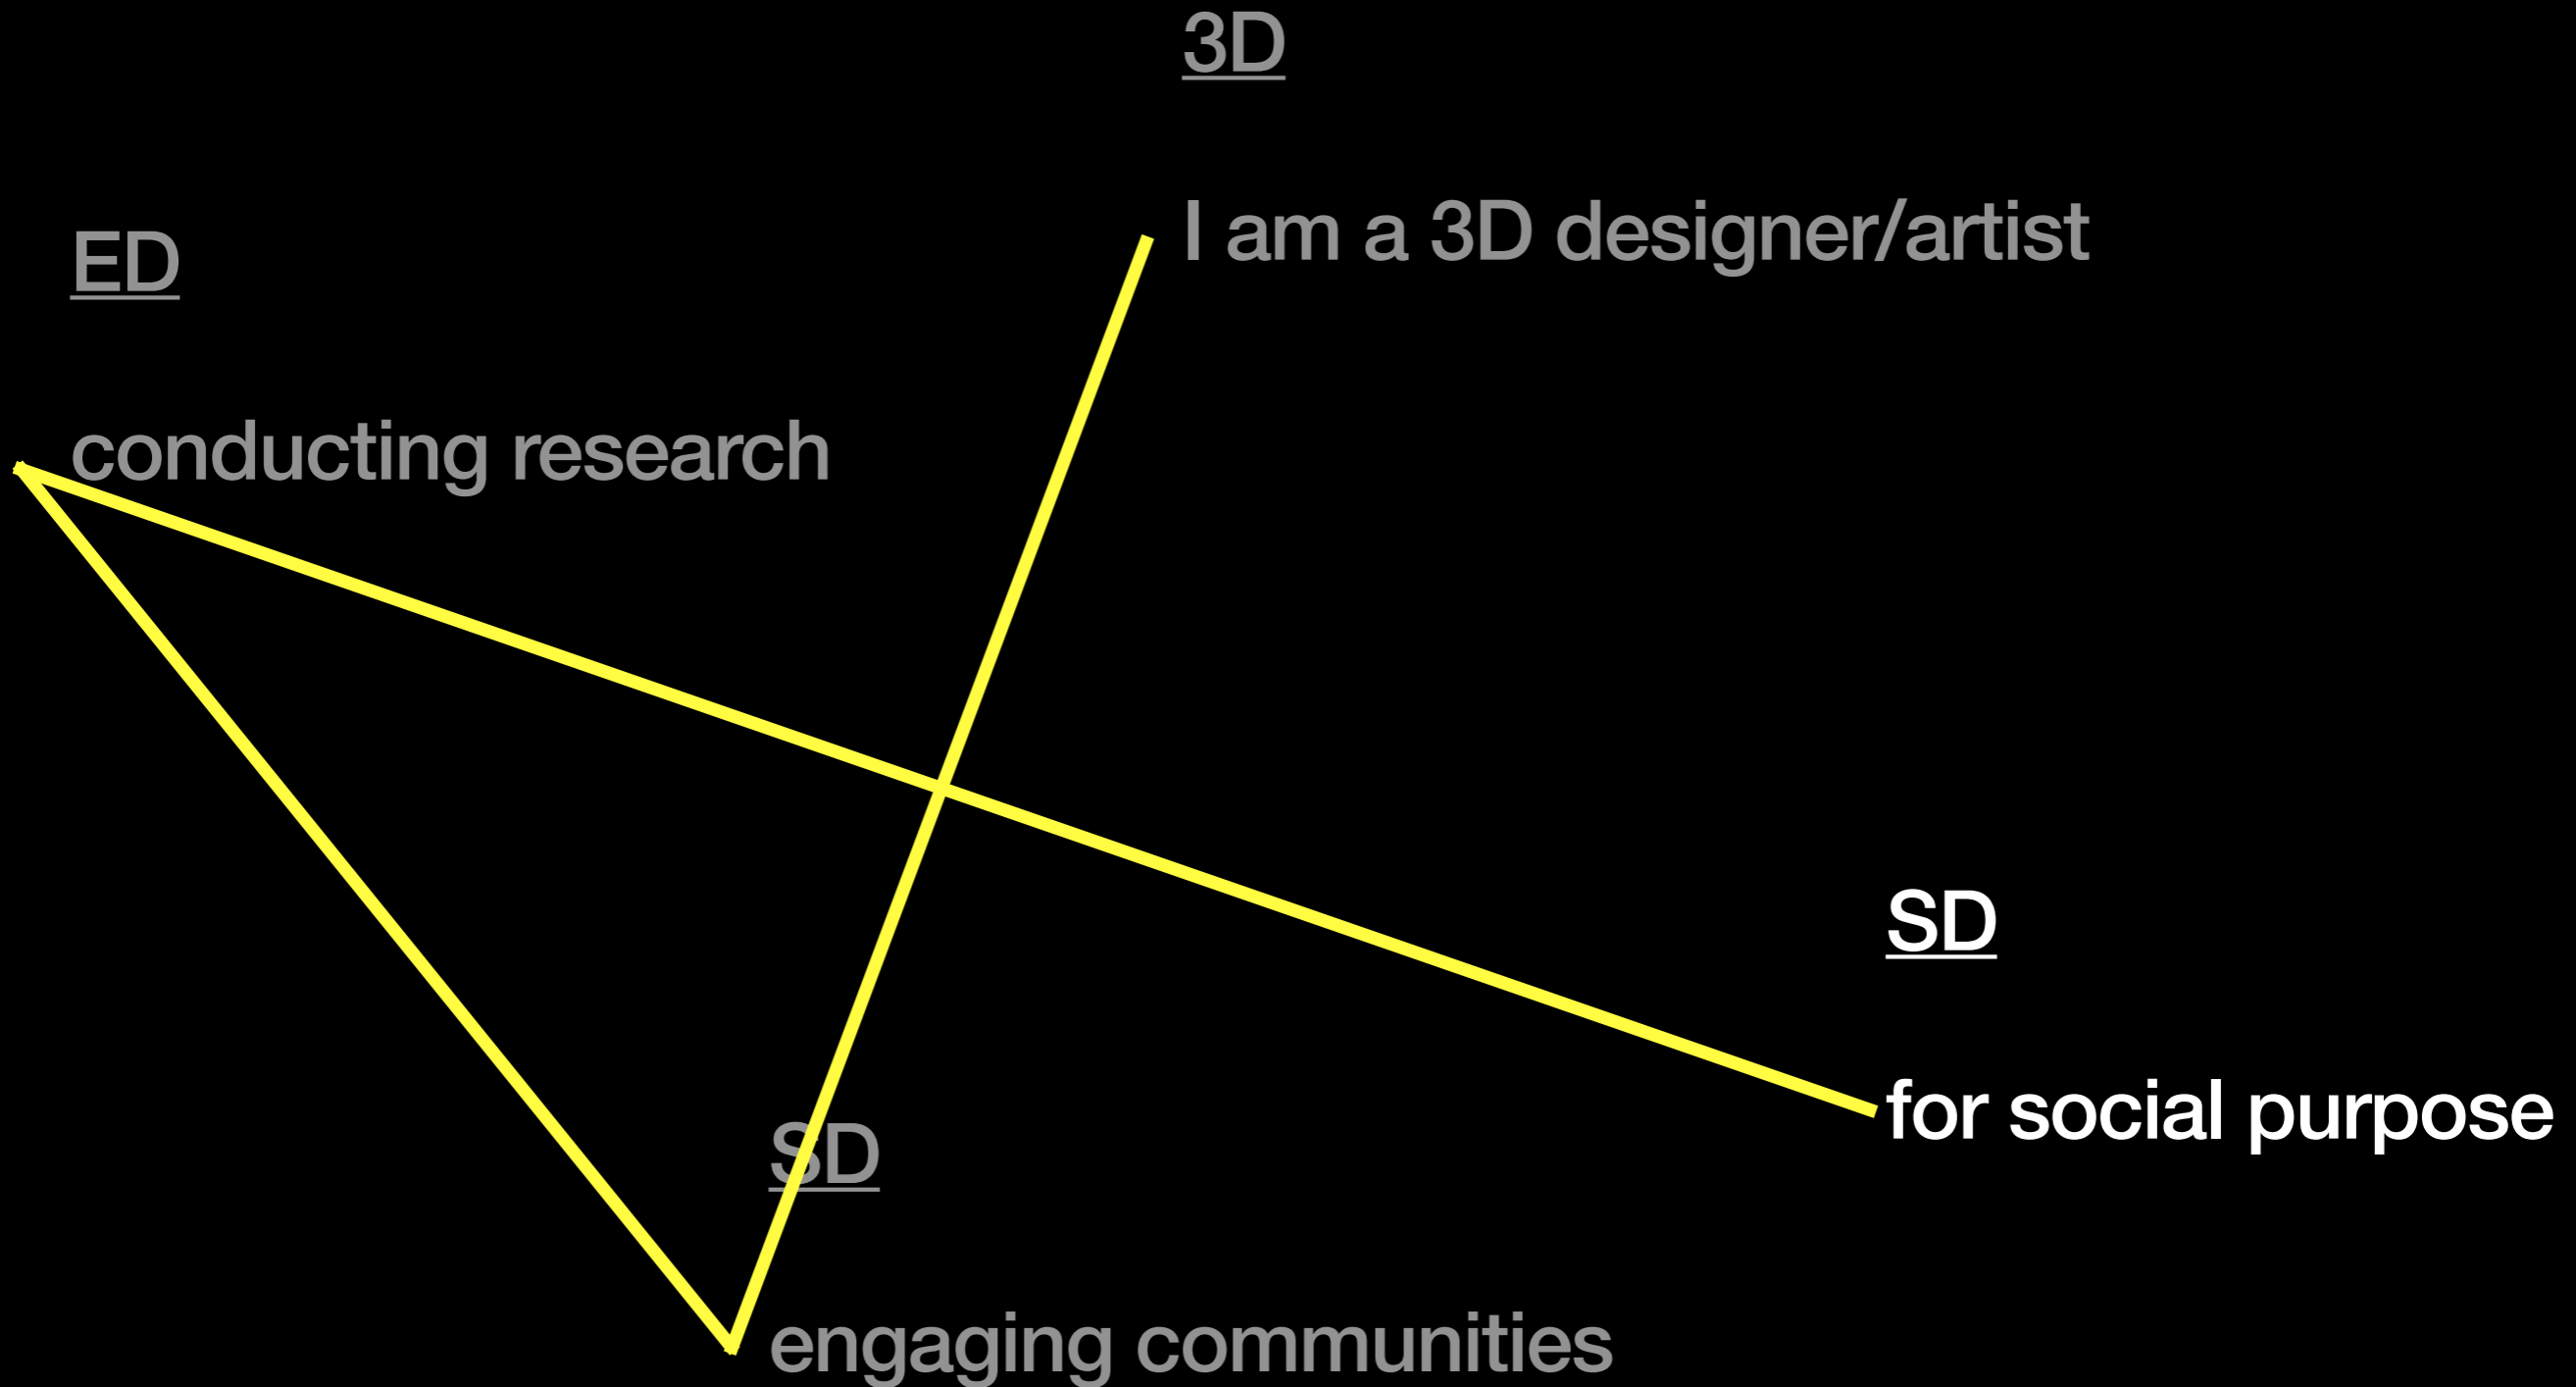 3D
I am a 3D designer/artist
ED
conducting research
SD
for social purpose
SD
engaging communities